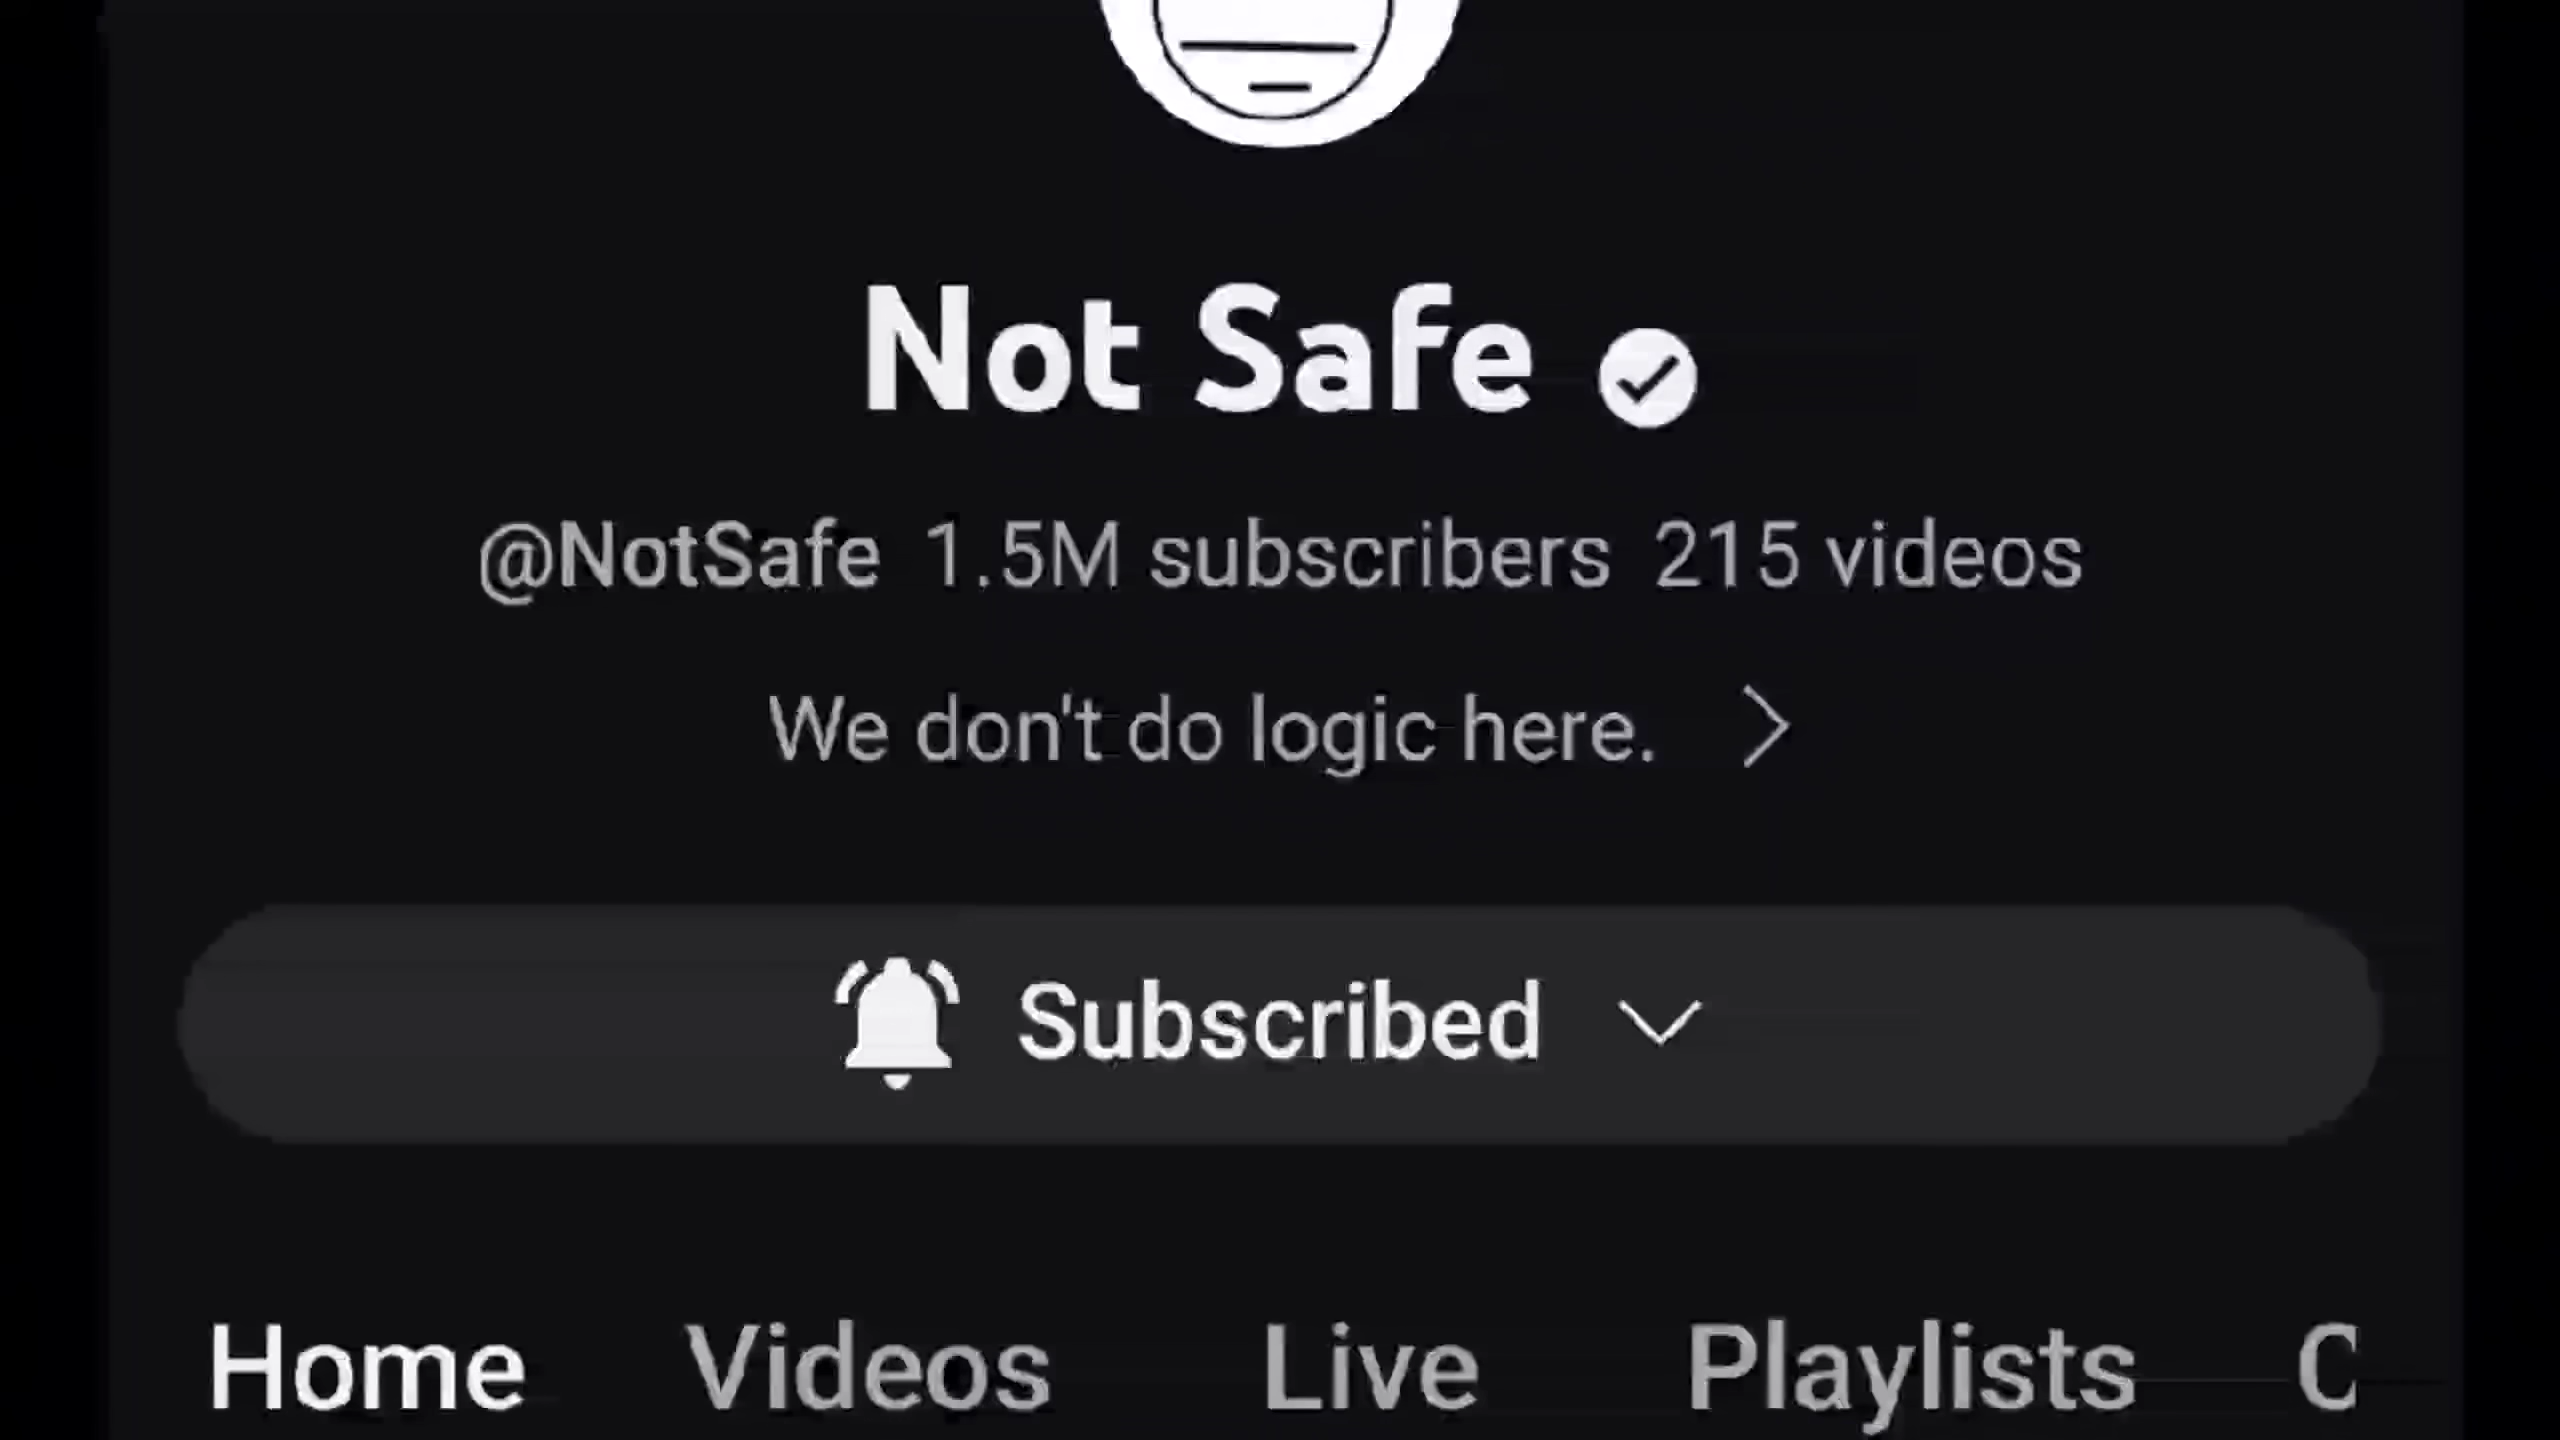 Not Safe
@NotSafe 1.5M subscribers 215 videos
We don't do logic here.
Subscribed
Home Videos Live Playlists